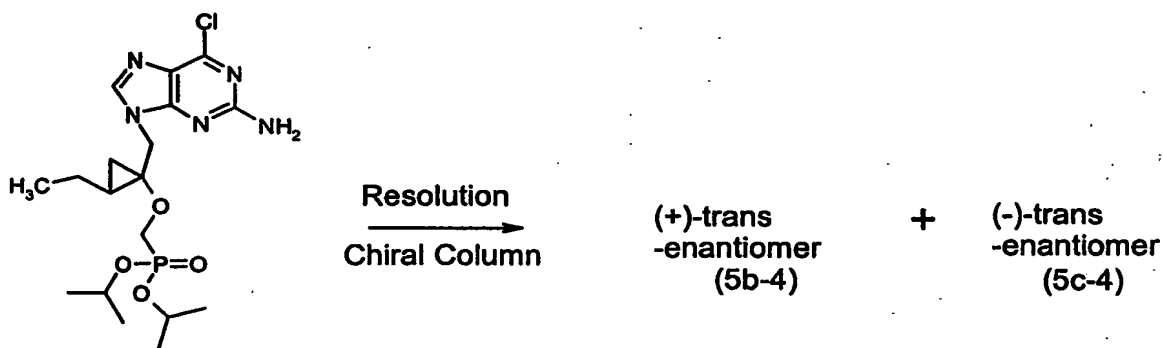 Cl
N
N
N
N
NH2
H3C
O
O
P=O
O
Resolution
Chiral Column
(+)-trans
-enantiomer
(5b-4)
+
(-)-trans
-enantiomer
(5c-4)